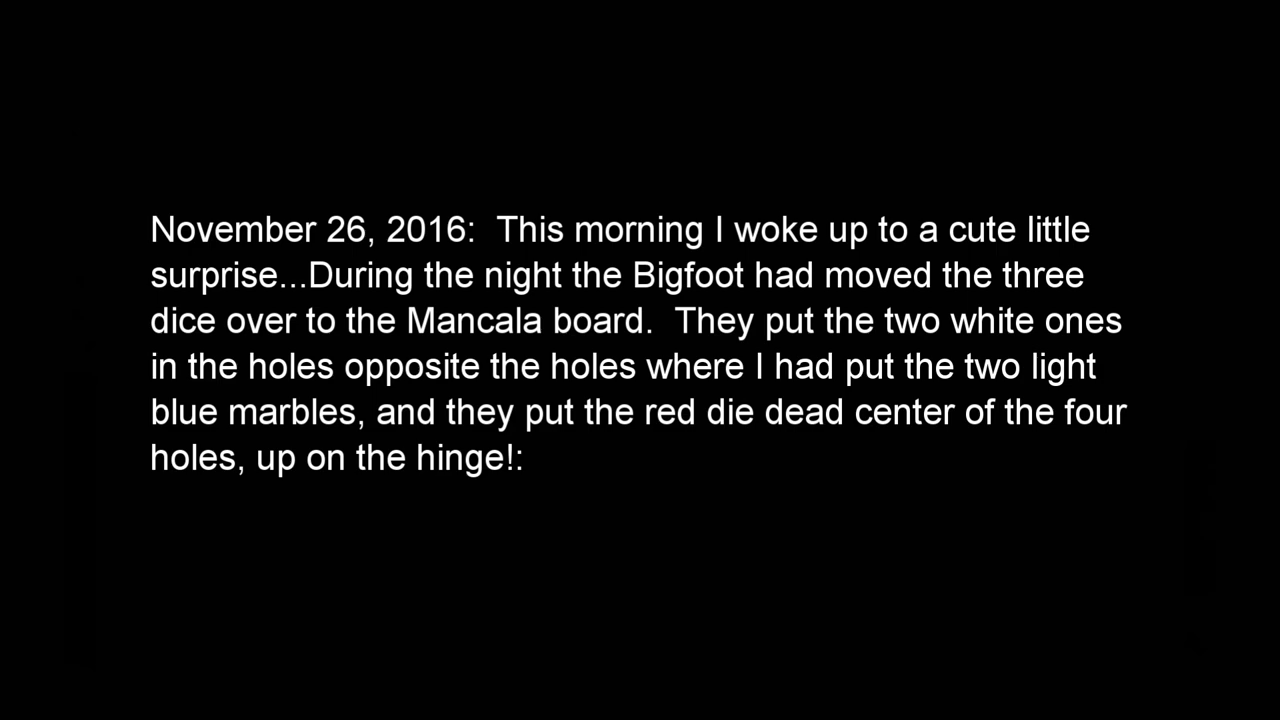 November 26, 2016:  This morning I woke up to a cute little
surprise...During the night the Bigfoot had moved the three
dice over to the Mancala board.  They put the two white ones
in the holes opposite the holes where I had put the two light
blue marbles, and they put the red die dead center of the four
holes, up on the hinge!: